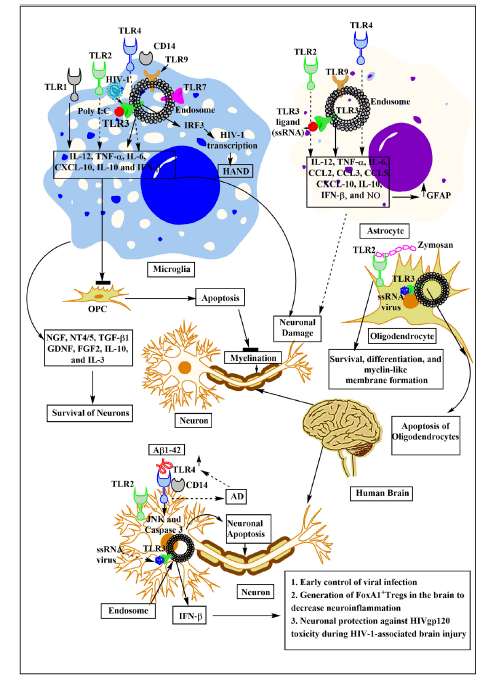 TLR4
CD14
TLR2
TLR9
TLR1
HIV-1
TLR7
Poly I:C
Endosome
TLR3
IRF3
HIV-1
transcription
HAND
IL-12, TNF-α, IL-6,
CXCL-10, IL-10 and IFN-β
Microglia
TLR4
TLR2
TLR9
Endosome
TLR3
TLR3
ligand
(ssRNA)
IL-12, TNF-α, IL-6,
CCL2, CCL3, CCL5
CXCL-10, IL-10,
IFN-β, and NO
GFAP
Astrocyte
OPC
Apoptosis
Neuronal
Damage
Myelination
Neuron
NGF, NT4/5, TGF-β1
GDNF, FGF2, IL-10,
and IL-3
Survival of Neurons
TLR2
Zymosan
TLR3
ssRNA
virus
Oligodendrocyte
Survival, differentiation, and
myelin-like
membrane formation
Apoptosis of
Oligodendrocytes
Human Brain
Aβ1-42
TLR4
CD14
TLR2
AD
JNK and
Caspase 3
Neuronal
Apoptosis
ssRNA
virus
TLR3
Endosome
IFN-β
Neuron
1. Early control of viral infection
2. Generation of FoxA1+Tregs in the brain to
decrease neuroinflammation
3. Neuronal protection against HIVgp120
toxicity during HIV-1-associated brain injury